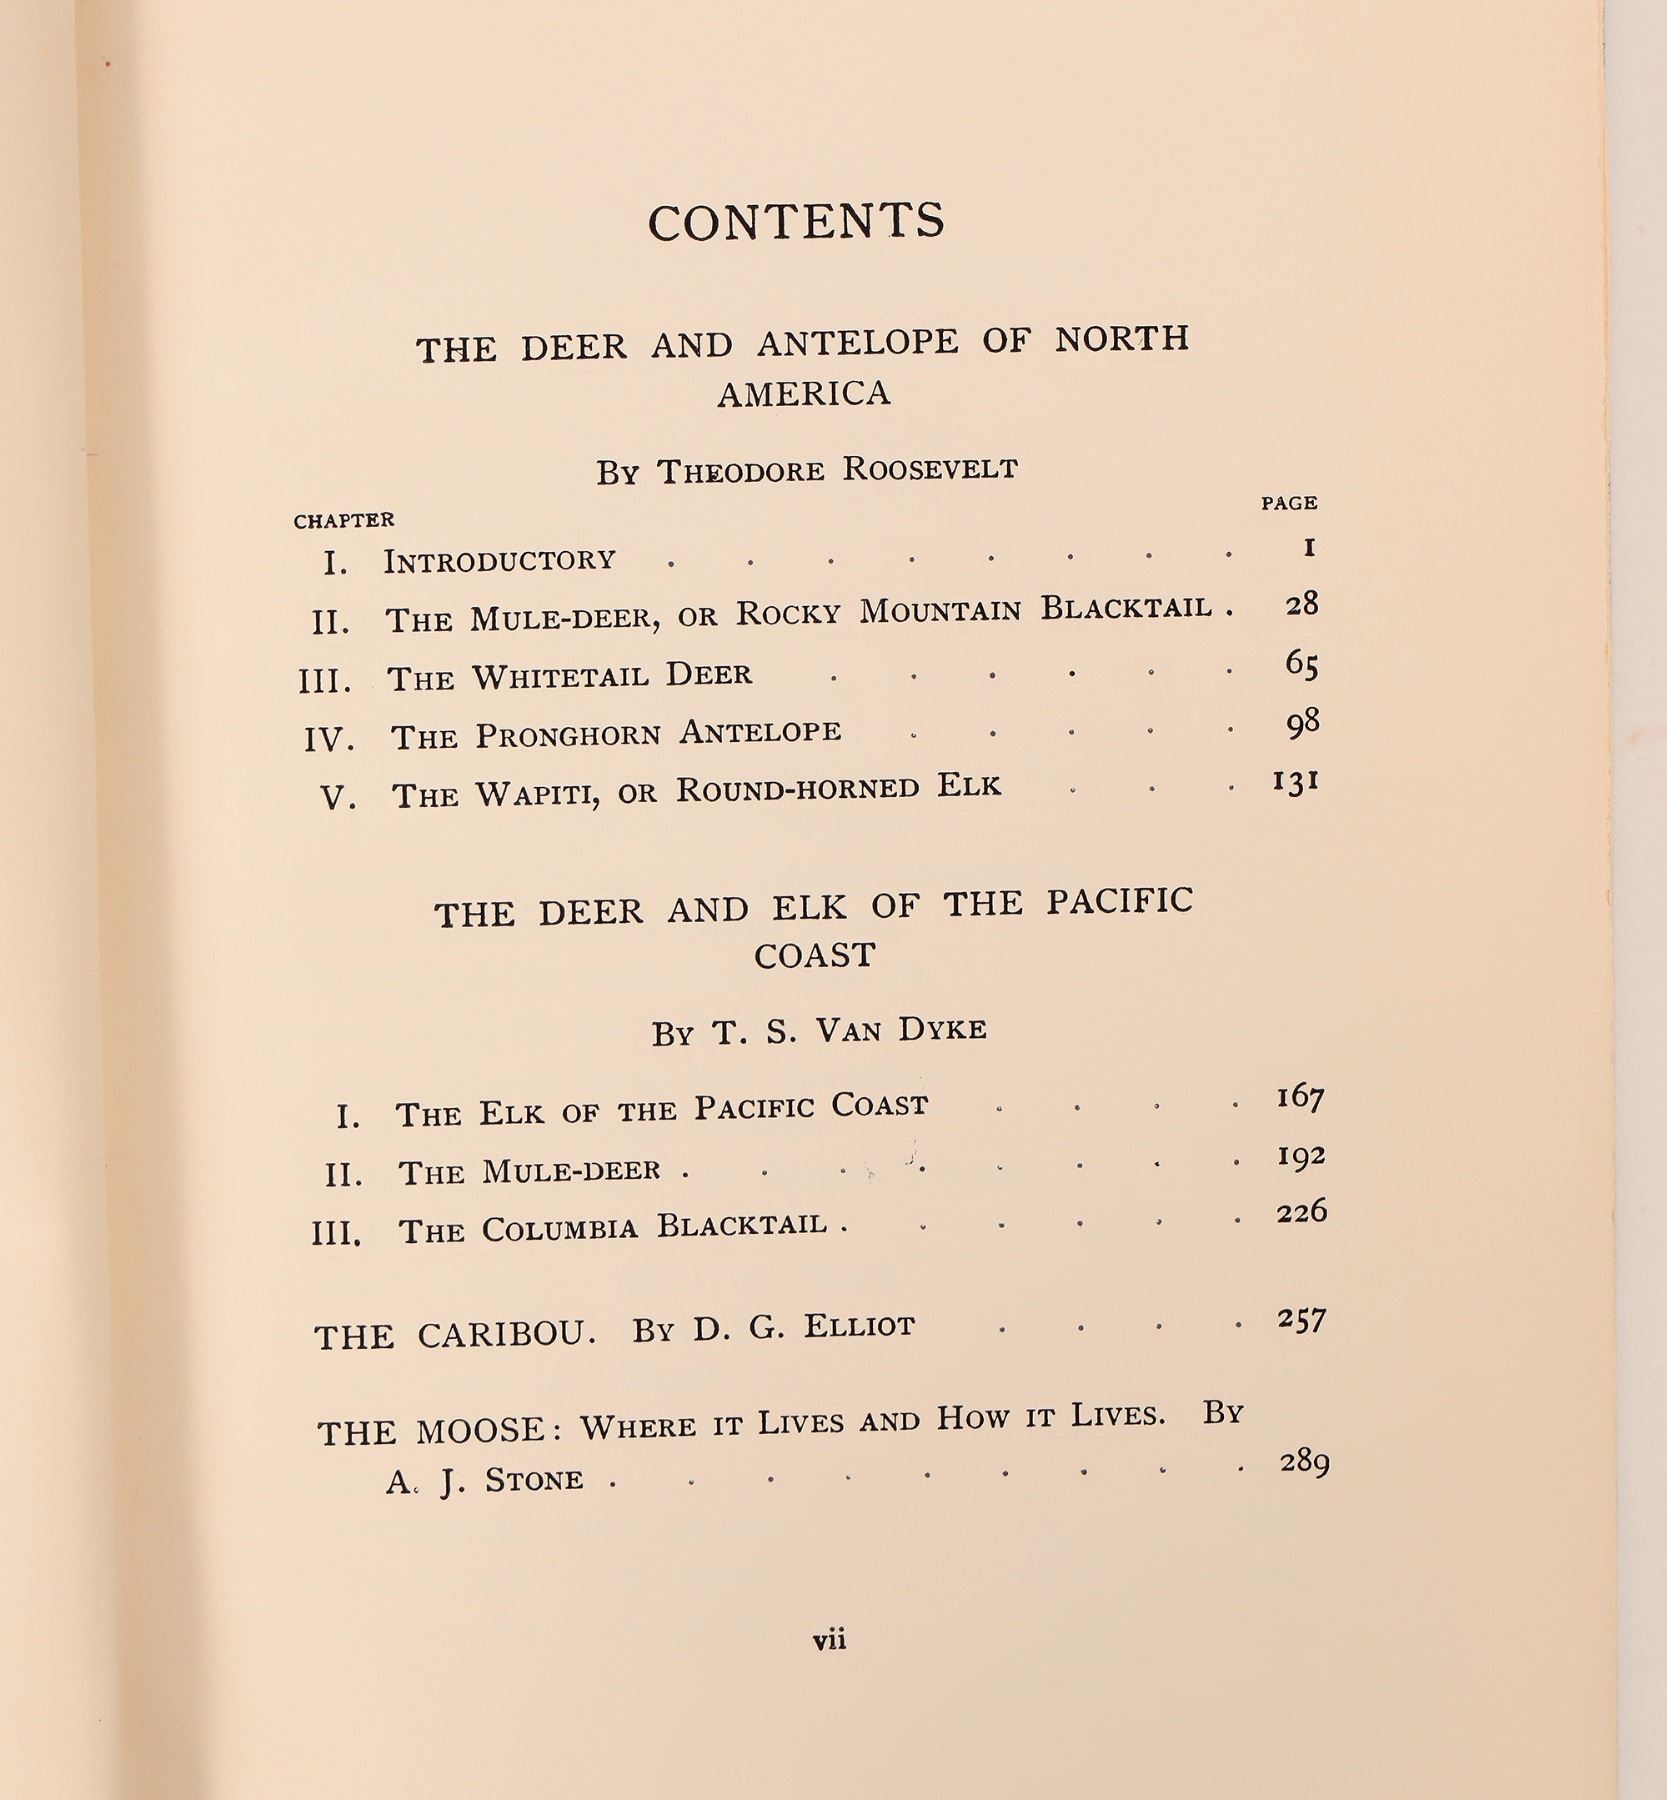 CONTENTS
THE DEER AND ANTELOPE OF NORTH
AMERICA
By Theodore Roosevelt
CHAPTER PAGE
I. Introductory . . . . . . . . 1
II. The Mule-deer, or Rocky Mountain Blacktail . 28
III. The Whitetail Deer . . . . . . 65
IV. The Pronghorn Antelope . . . . . 98
V. The Wapiti, or Round-horned Elk . . . 131
THE DEER AND ELK OF THE PACIFIC
COAST
By T. S. Van Dyke
I. The Elk of the Pacific Coast . . . . 167
II. The Mule-deer . . . . . . . . 192
III. The Columbia Blacktail . . . . . . 226
THE CARIBOU. By D. G. Elliot . . . . 257
THE MOOSE: Where it Lives and How it Lives. By
A. J. Stone . . . . . . . . . 289
vii